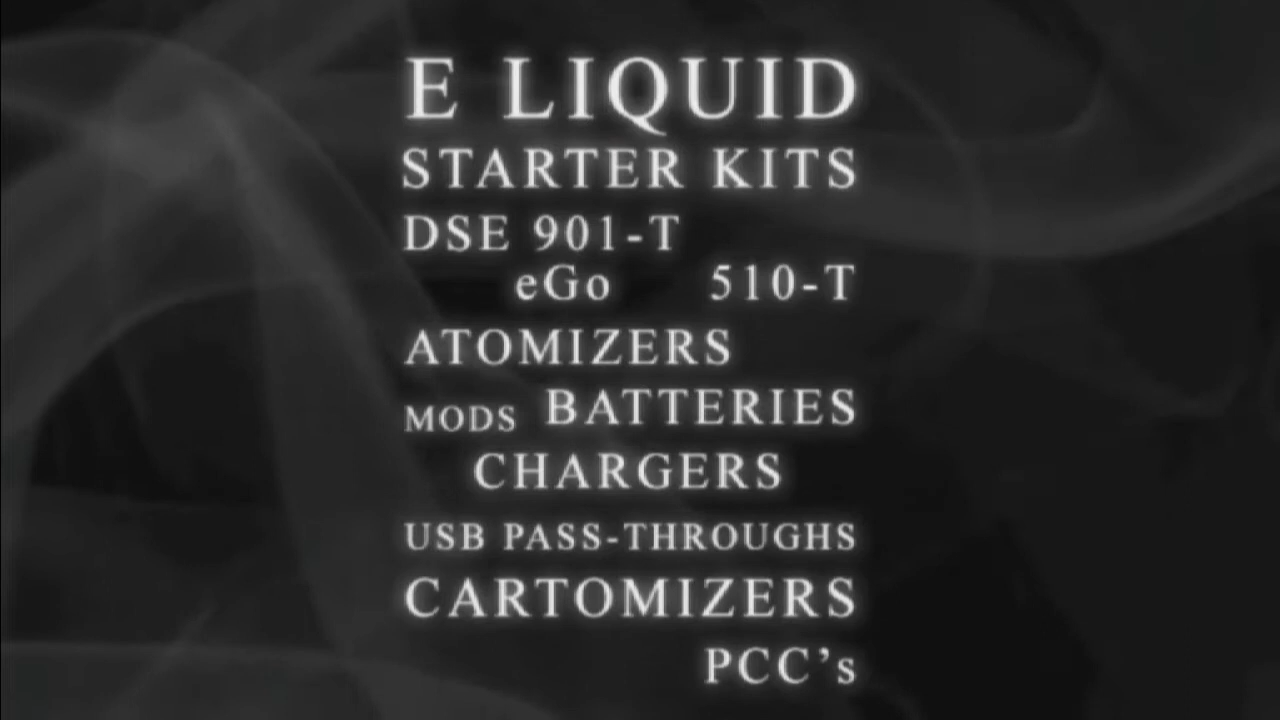 E LIQUID
STARTER KITS
DSE 901-T
eGo 510-T
ATOMIZERS
MODS BATTERIES
CHARGERS
USB PASS-THROUGHS
CARTOMIZERS
PCC’s